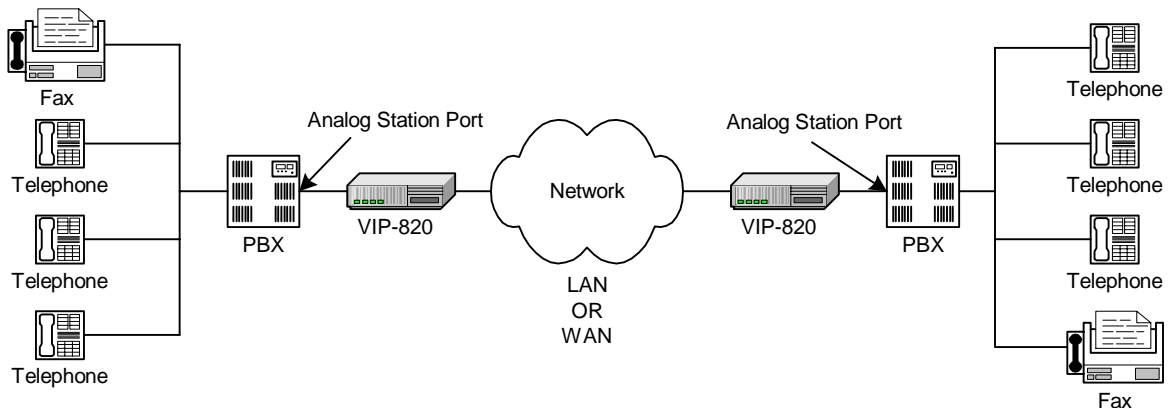 Fax
Telephone
Telephone
Telephone
Analog Station Port
PBX
VIP-820
Network
LAN
OR
WAN
Analog Station Port
VIP-820
PBX
Telephone
Telephone
Telephone
Fax